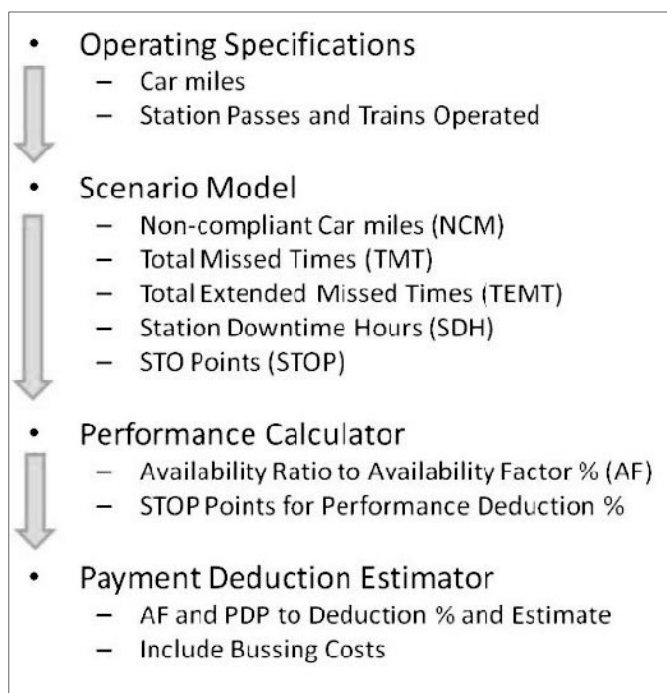 • Operating Specifications
– Car miles
– Station Passes and Trains Operated
• Scenario Model
– Non-compliant Car miles (NCM)
– Total Missed Times (TMT)
– Total Extended Missed Times (TEMT)
– Station Downtime Hours (SDH)
– STO Points (STOP)
• Performance Calculator
– Availability Ratio to Availability Factor % (AF)
– STOP Points for Performance Deduction %
• Payment Deduction Estimator
– AF and PDP to Deduction % and Estimate
– Include Bussing Costs